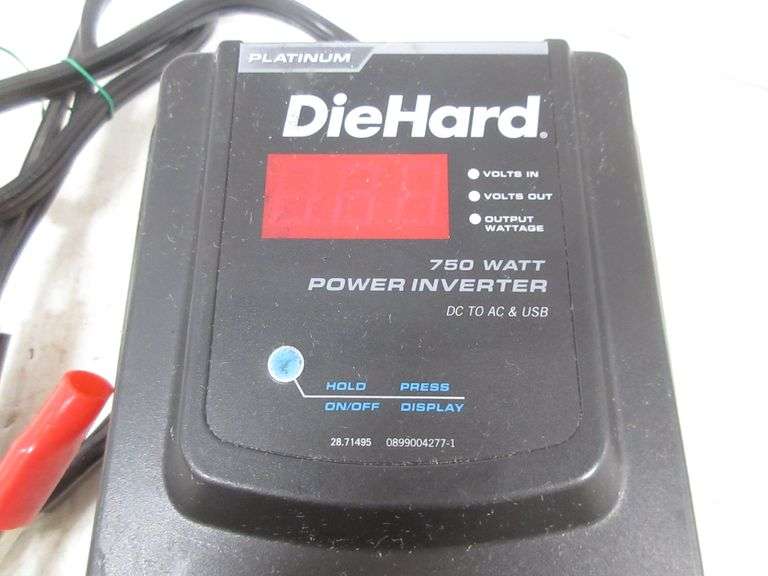 PLATINUM
DieHard®
VOLTS IN
VOLTS OUT
OUTPUT
WATTAGE
750 WATT
POWER INVERTER
DC TO AC & USB
HOLD PRESS
ON/OFF DISPLAY
28.71495 0899004277-1